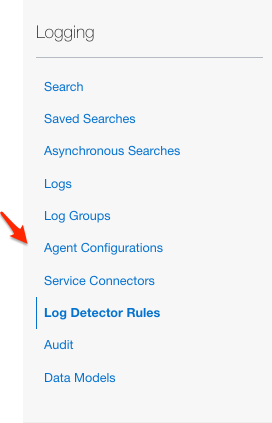 Logging
Search
Saved Searches
Asynchronous Searches
Logs
Log Groups
Agent Configurations
Service Connectors
Log Detector Rules
Audit
Data Models